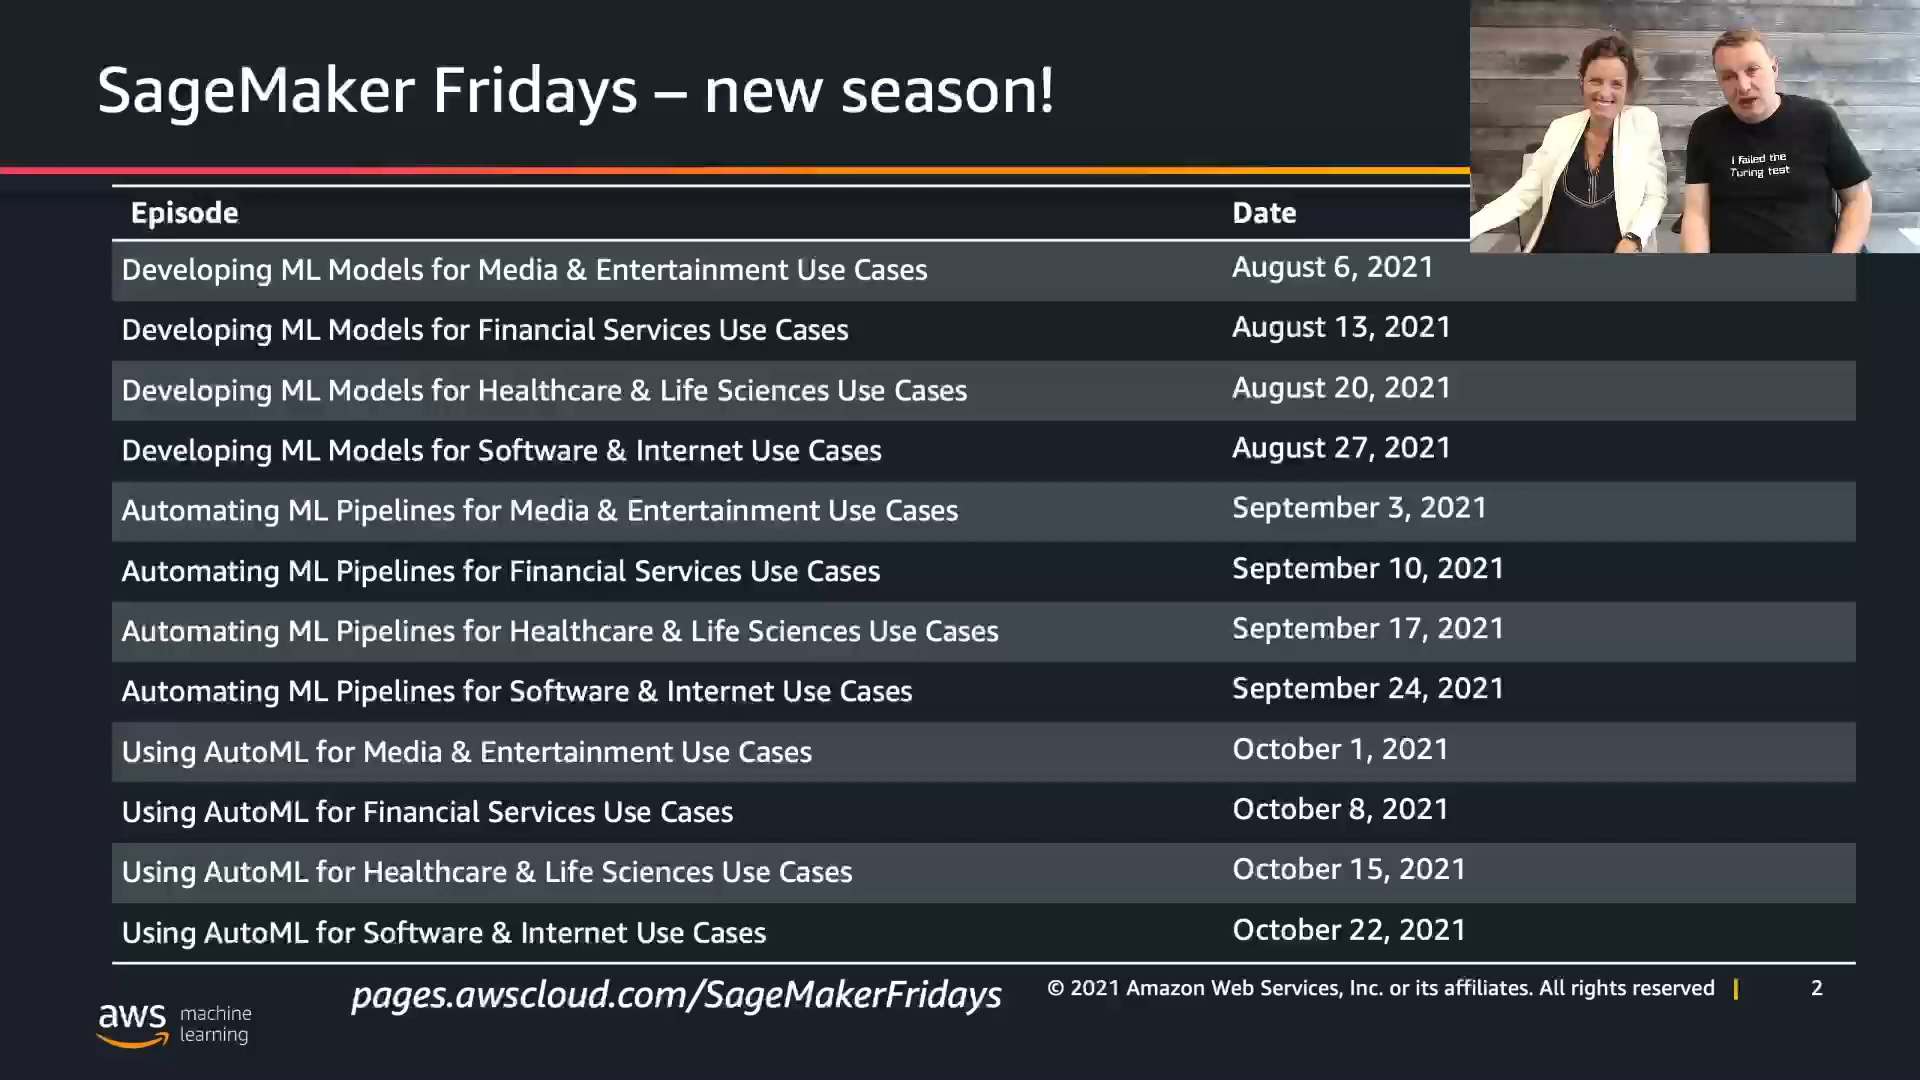 SageMaker Fridays – new season!
I failed the
Turing test
Episode Date
Developing ML Models for Media & Entertainment Use Cases August 6, 2021
Developing ML Models for Financial Services Use Cases August 13, 2021
Developing ML Models for Healthcare & Life Sciences Use Cases August 20, 2021
Developing ML Models for Software & Internet Use Cases August 27, 2021
Automating ML Pipelines for Media & Entertainment Use Cases September 3, 2021
Automating ML Pipelines for Financial Services Use Cases September 10, 2021
Automating ML Pipelines for Healthcare & Life Sciences Use Cases September 17, 2021
Automating ML Pipelines for Software & Internet Use Cases September 24, 2021
Using AutoML for Media & Entertainment Use Cases October 1, 2021
Using AutoML for Financial Services Use Cases October 8, 2021
Using AutoML for Healthcare & Life Sciences Use Cases October 15, 2021
Using AutoML for Software & Internet Use Cases October 22, 2021
aws machine
learning
pages.awscloud.com/SageMakerFridays
© 2021 Amazon Web Services, Inc. or its affiliates. All rights reserved | 2